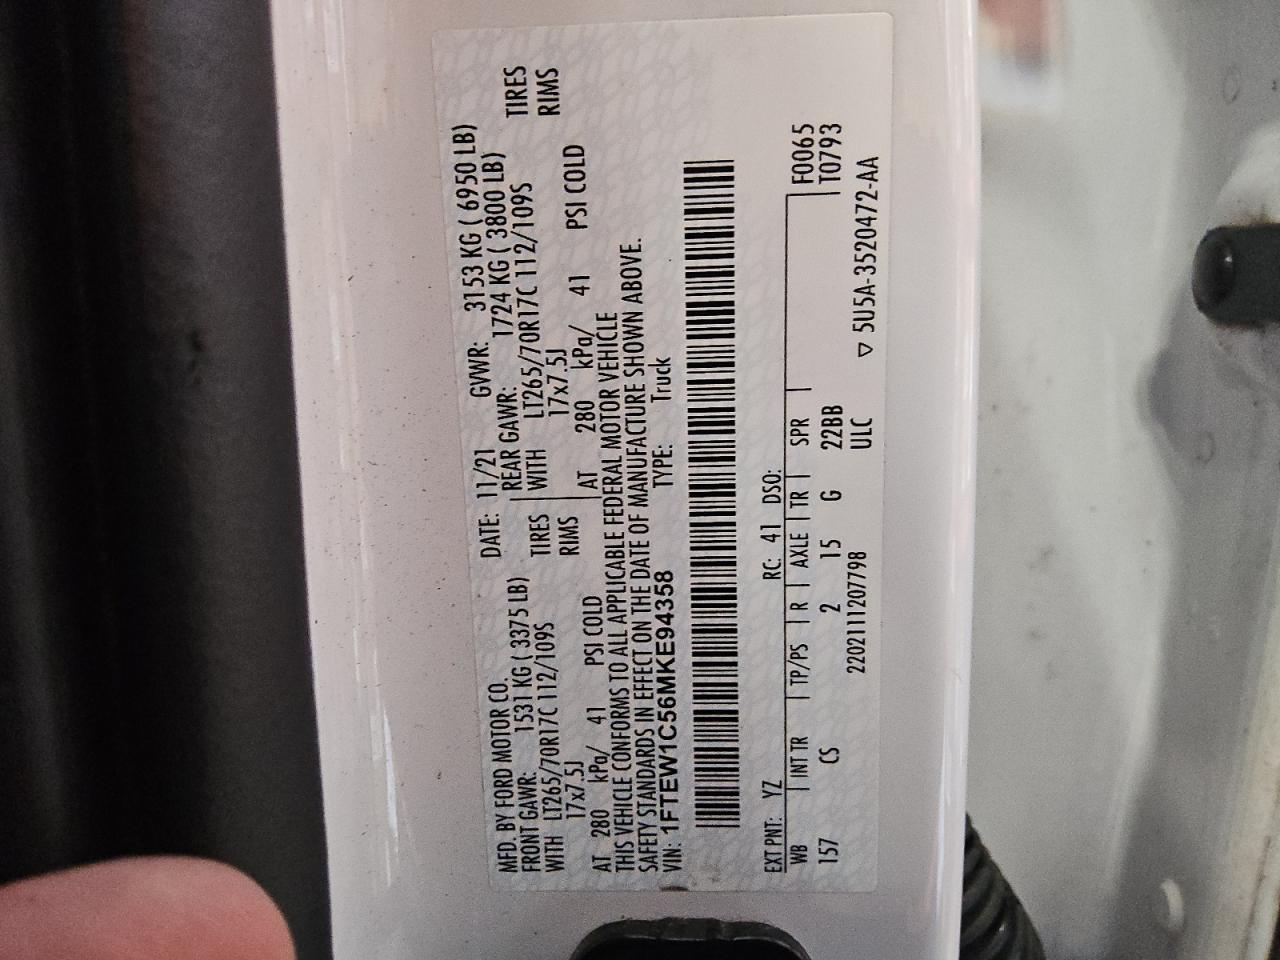 MFD. BY FORD MOTOR CO. DATE: 11/21 GVWR: 3153 KG ( 6950 LB)
FRONT GAWR: 1531 KG ( 3375 LB) REAR GAWR: 1724 KG ( 3800 LB)
WITH LT265/70R17C 112/109S TIRES WITH LT265/70R17C 112/109S TIRES
17x7.5J RIMS 17x7.5J RIMS
AT 280 kPa/ 41 PSI COLD AT 280 kPa/ 41 PSI COLD
THIS VEHICLE CONFORMS TO ALL APPLICABLE FEDERAL MOTOR VEHICLE
SAFETY STANDARDS IN EFFECT ON THE DATE OF MANUFACTURE SHOWN ABOVE.
VIN: 1FTEW1C56MKE94358 TYPE: Truck
EXT PNT: YZ RC: 41 DSO:
WB INT TR TP/PS R AXLE TR SPR F0065
157 CS 2 15 G 22BB T0793
2202111207798 ULC ▽ 5U5A-3520472-AA